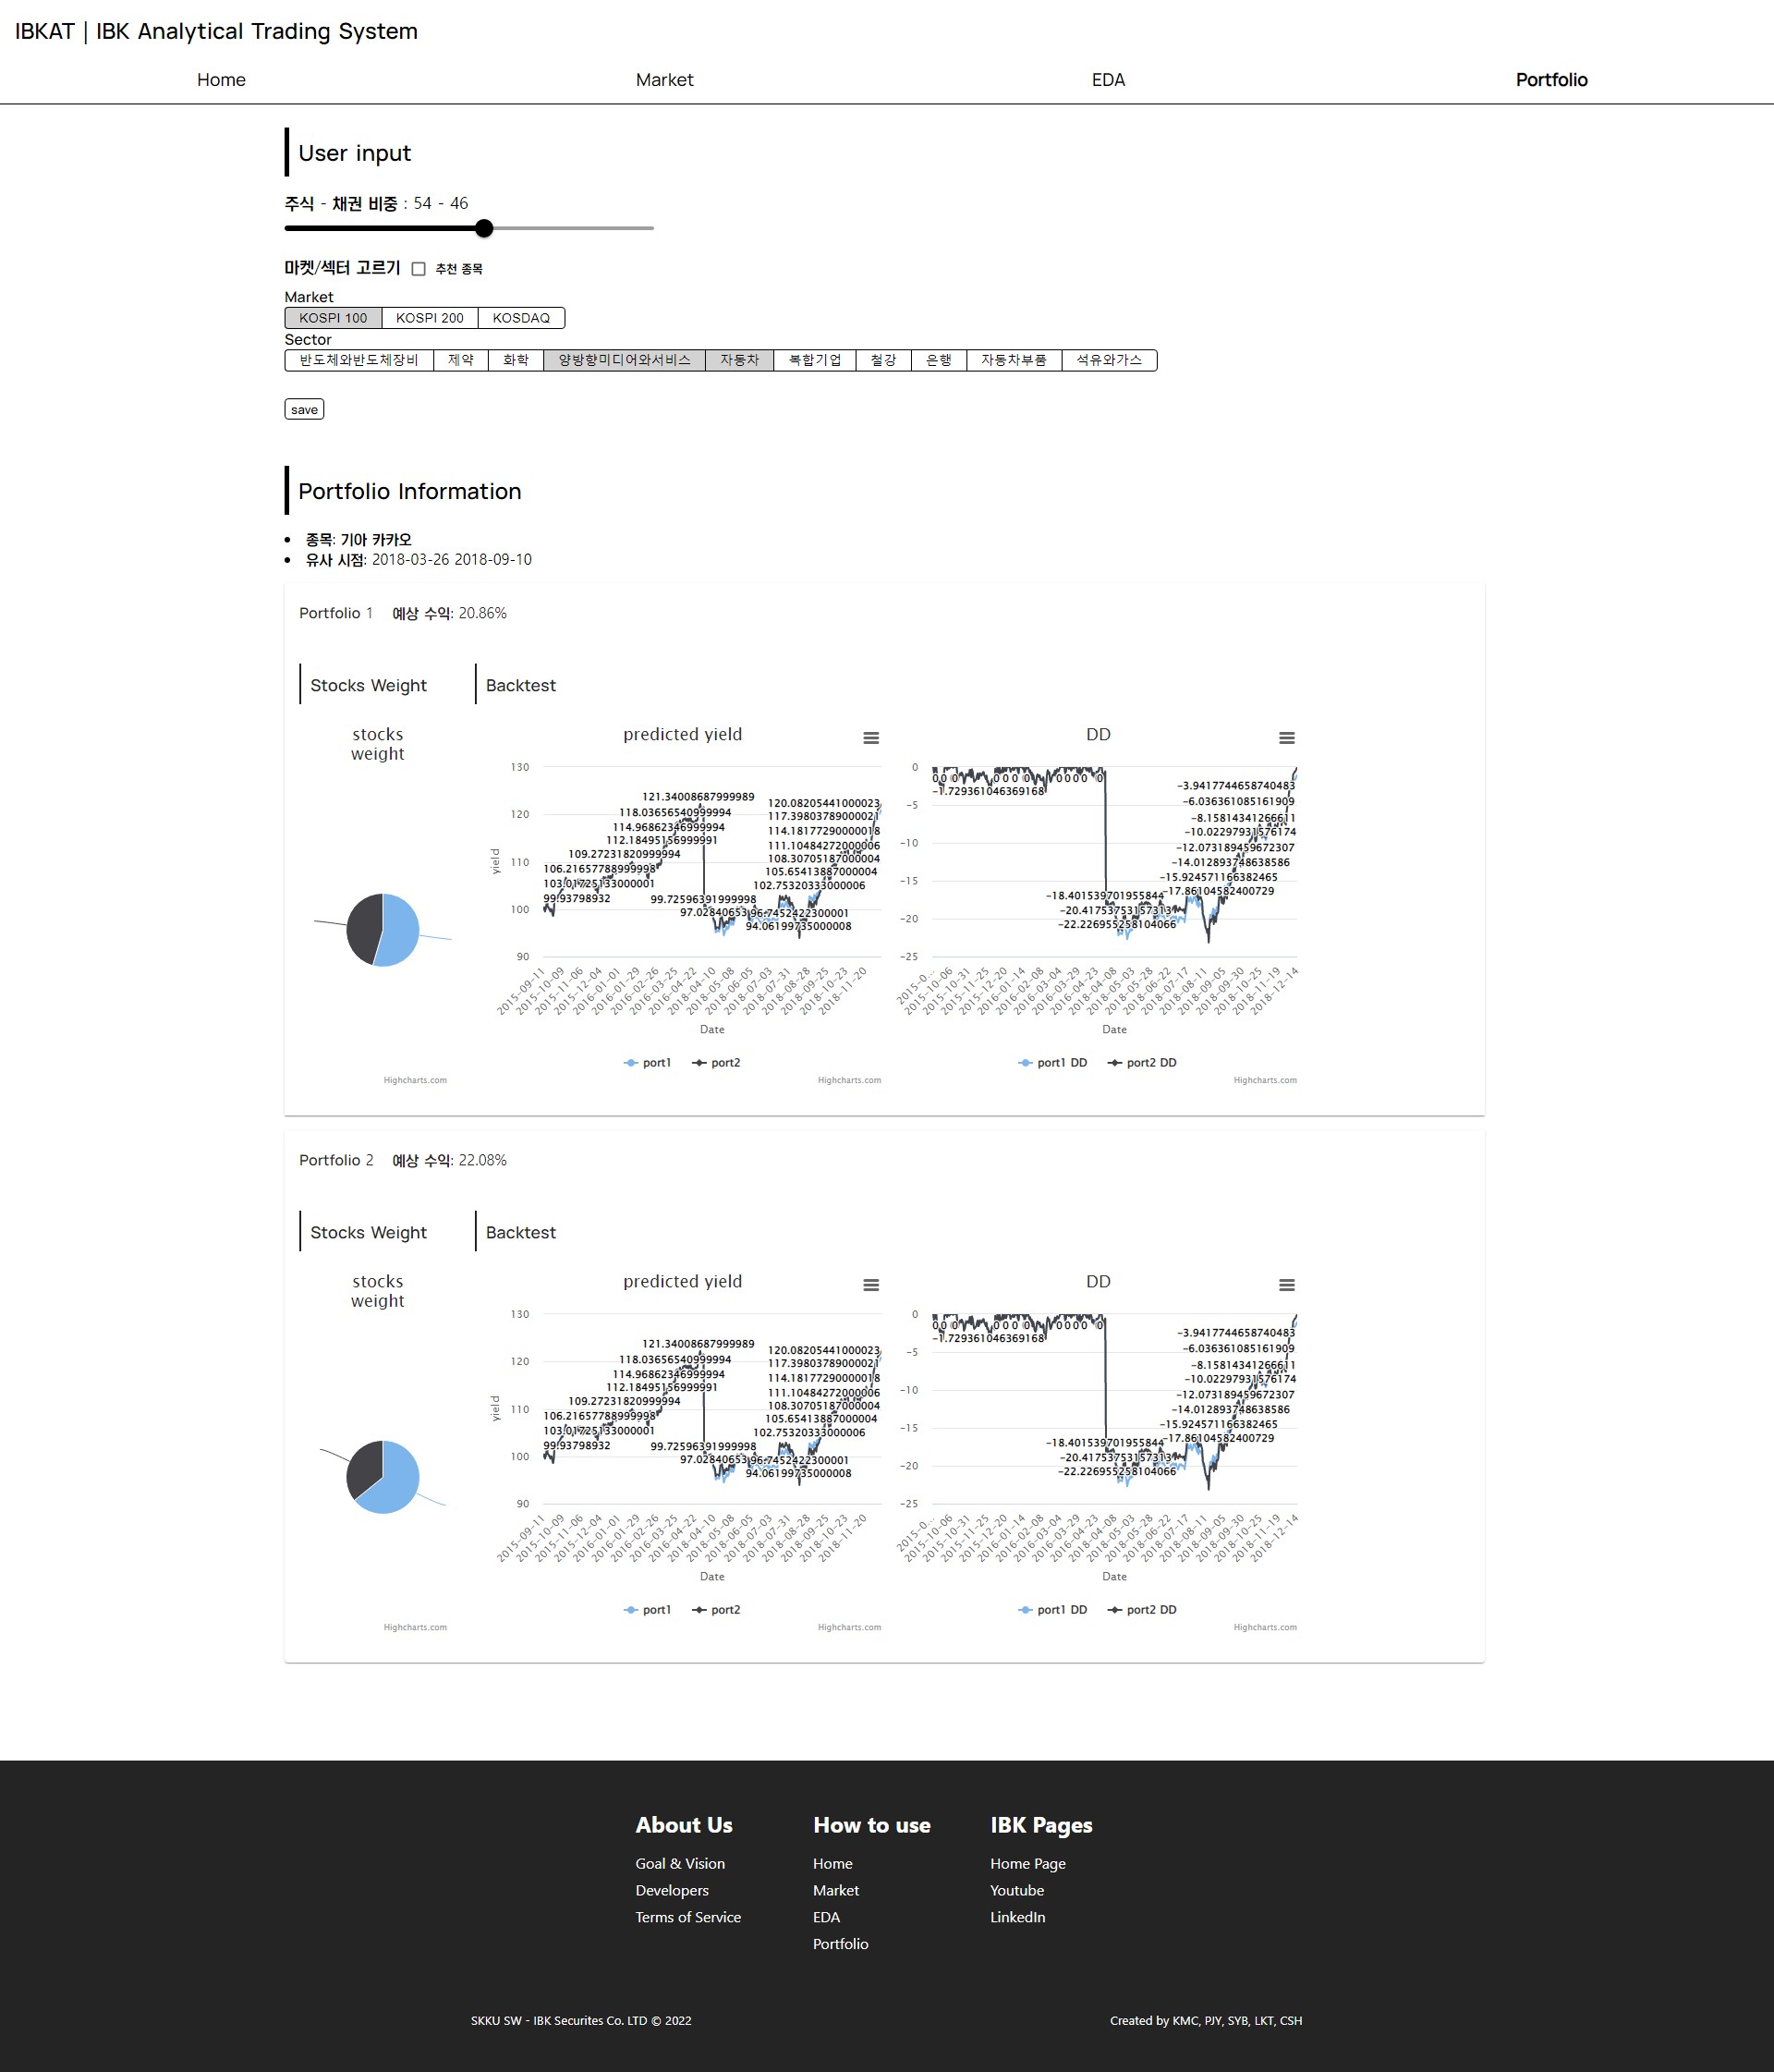 IBKAT | IBK Analytical Trading System
Home Market EDA Portfolio
User input
주식 - 채권 비중 : 54 - 46
마켓/섹터 고르기 추천 종목
Market
KOSPI 100 KOSPI 200 KOSDAQ
Sector
반도체와반도체장비 제약 화학 양방향미디어와서비스 자동차 복합기업 철강 은행 자동차부품 석유와가스
save
Portfolio Information
종목: 기아 카카오
유사 시점: 2018-03-26 2018-09-10
Portfolio 1 예상 수익: 20.86%
Stocks Weight
stocks
weight
Highcharts.com
Backtest
predicted yield
yield
130
120
110
100
90
121.34008687999989
118.03656540999994
114.96862346999994
112.18495156999991
109.27231820999994
106.21657788999998
103.01725133000001
99.93798932
99.72596391999998
97.02840653
96.7452422300001
94.06199735000008
120.08205441000023
117.39803789000021
114.18177290000018
111.10484272000006
108.30705187000004
105.65413887000004
102.75320333000006
2015-09-11 2015-10-09 2015-11-06 2015-12-04 2016-01-01 2016-01-29 2016-02-26 2016-03-25 2016-04-22 2018-04-10 2018-05-08 2018-06-05 2018-07-03 2018-07-31 2018-08-28 2018-09-25 2018-10-23 2018-11-20
Date
port1 port2
Highcharts.com
DD
0
-5
-10
-15
-20
-25
0 0 0 0 0 0 0 0 0 0 0 0
-1.729361046369168
-3.9417744658740483
-6.036361085161909
-8.15814341266611
-10.022979315761​74
-12.073189459672307
-14.012893748638586
-15.924571166382465
-17.86104582400729
-18.401539701955844
-20.41753753157313
-22.226955258104066
2015-0... 2015-10-06 2015-10-31 2015-11-25 2015-12-20 2016-01-14 2016-02-08 2016-03-04 2016-03-29 2016-04-23 2018-04-08 2018-05-03 2018-05-28 2018-06-22 2018-07-17 2018-08-11 2018-09-05 2018-09-30 2018-10-25 2018-11-19 2018-12-14
Date
port1 DD port2 DD
Highcharts.com
Portfolio 2 예상 수익: 22.08%
Stocks Weight
stocks
weight
Highcharts.com
Backtest
predicted yield
yield
130
120
110
100
90
121.34008687999989
118.03656540999994
114.96862346999994
112.18495156999991
109.27231820999994
106.21657788999998
103.01725133000001
99.93798932
99.72596391999998
97.02840653
96.7452422300001
94.06199735000008
120.08205441000023
117.39803789000021
114.18177290000018
111.10484272000006
108.30705187000004
105.65413887000004
102.75320333000006
2015-09-11 2015-10-09 2015-11-06 2015-12-04 2016-01-01 2016-01-29 2016-02-26 2016-03-25 2016-04-22 2018-04-10 2018-05-08 2018-06-05 2018-07-03 2018-07-31 2018-08-28 2018-09-25 2018-10-23 2018-11-20
Date
port1 port2
Highcharts.com
DD
0
-5
-10
-15
-20
-25
0 0 0 0 0 0 0 0 0 0 0 0
-1.729361046369168
-3.9417744658740483
-6.036361085161909
-8.15814341266611
-10.02297931576174
-12.073189459672307
-14.012893748638586
-15.924571166382465
-17.86104582400729
-18.401539701955844
-20.41753753157313
-22.226955258104066
2015-0... 2015-10-06 2015-10-31 2015-11-25 2015-12-20 2016-01-14 2016-02-08 2016-03-04 2016-03-29 2016-04-23 2018-04-08 2018-05-03 2018-05-28 2018-06-22 2018-07-17 2018-08-11 2018-09-05 2018-09-30 2018-10-25 2018-11-19 2018-12-14
Date
port1 DD port2 DD
Highcharts.com
About Us
Goal & Vision
Developers
Terms of Service
How to use
Home
Market
EDA
Portfolio
IBK Pages
Home Page
Youtube
LinkedIn
SKKU SW - IBK Securites Co. LTD © 2022
Created by KMC, PJY, SYB, LKT, CSH